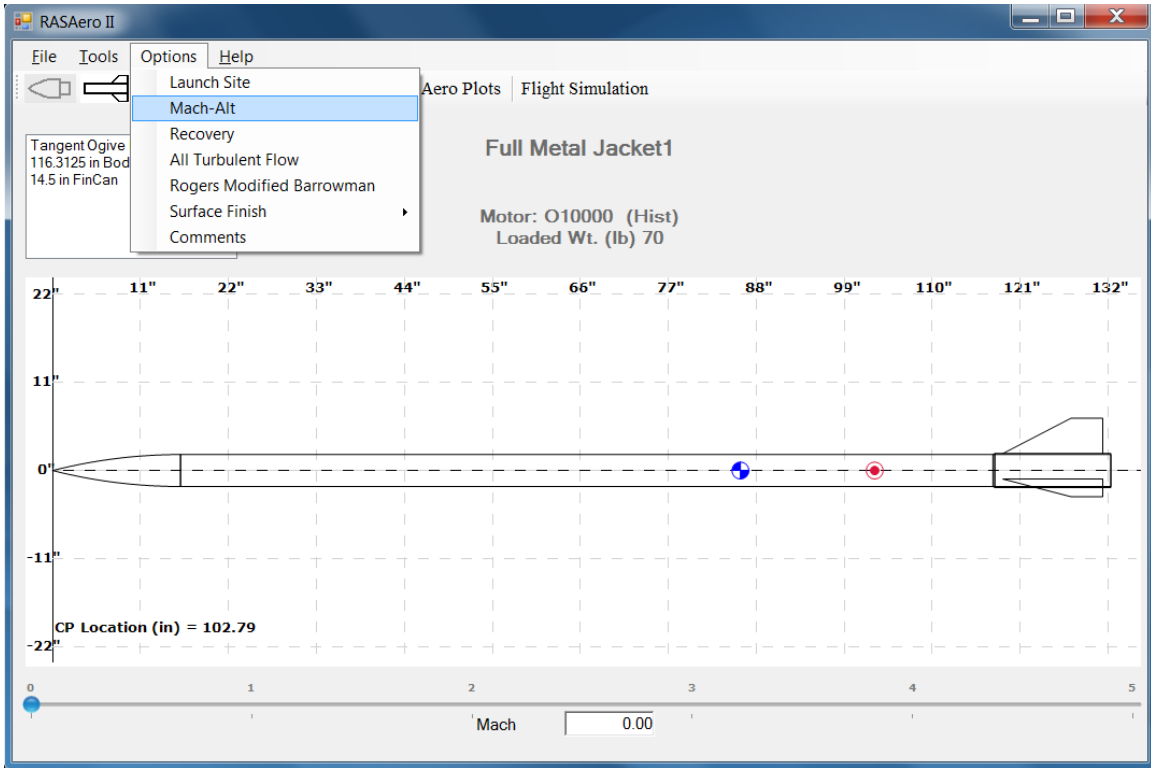 RASAero II
File Tools Options Help
Launch Site
Mach-Alt
Recovery
All Turbulent Flow
Rogers Modified Barrowman
Surface Finish
Comments
Aero Plots Flight Simulation
Tangent Ogive
116.3125 in Bod
14.5 in FinCan
Full Metal Jacket1
Motor: O10000 (Hist)
Loaded Wt. (lb) 70
22" 11" 22" 33" 44" 55" 66" 77" 88" 99" 110" 121" 132"
11"
0"
-11"
CP Location (in) = 102.79
-22"
0 1 2 3 4 5
Mach 0.00